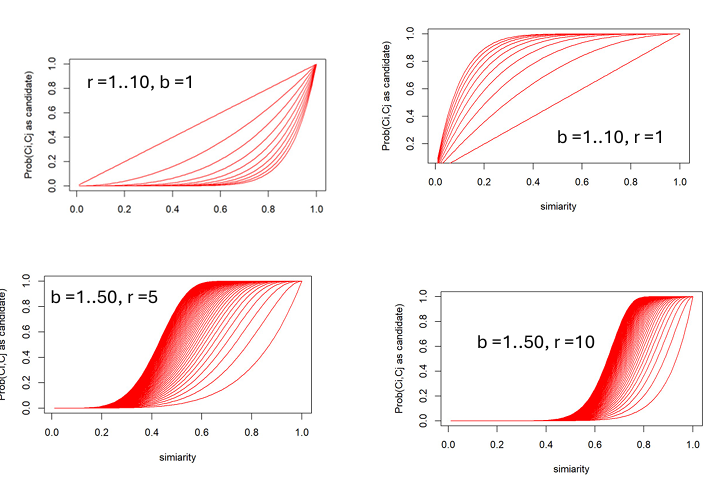 r =1..10, b =1
Prob(Ci,Cj as candidate)
0.0 0.2 0.4 0.6 0.8 1.0
0.0 0.2 0.4 0.6 0.8 1.0
b =1..10, r =1
Prob(Ci,Cj as candidate)
0.2 0.4 0.6 0.8 1.0
0.0 0.2 0.4 0.6 0.8 1.0
simiarity
b =1..50, r =5
Prob(Ci,Cj as candidate)
0.0 0.2 0.4 0.6 0.8 1.0
0.0 0.2 0.4 0.6 0.8 1.0
simiarity
b =1..50, r =10
Prob(Ci,Cj as candidate)
0.0 0.2 0.4 0.6 0.8 1.0
0.0 0.2 0.4 0.6 0.8 1.0
simiarity